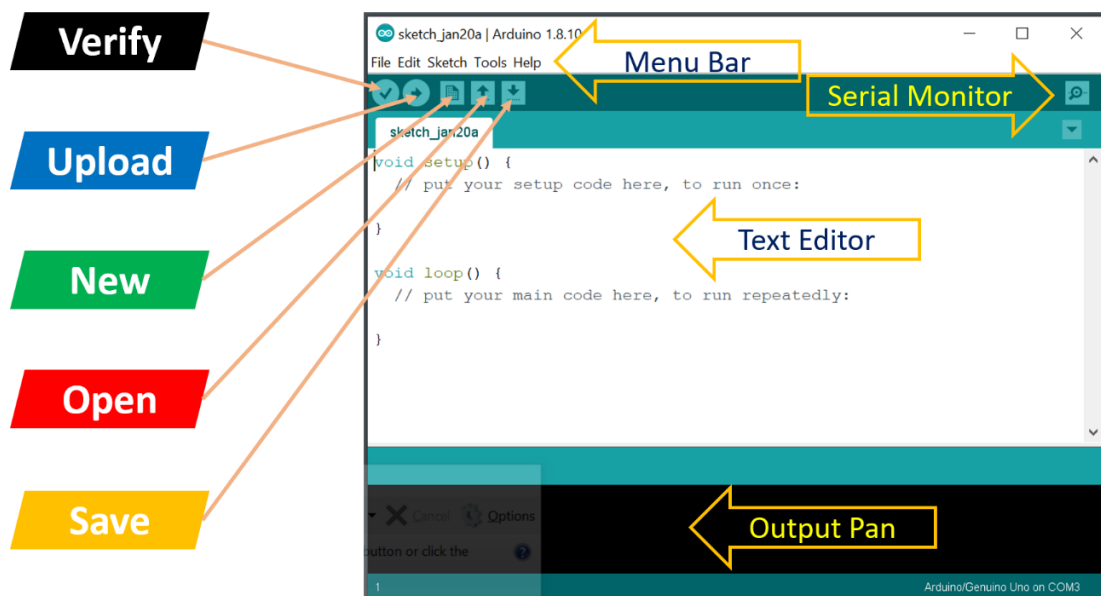 Verify
Upload
New
Open
Save
sketch_jan20a | Arduino 1.8.10
File Edit Sketch Tools Help
Menu Bar
Serial Monitor
sketch_jan20a
void setup() {
// put your setup code here, to run once:
}
Text Editor
void loop() {
// put your main code here, to run repeatedly:
}
Cancel Options
button or click the
Output Pan
1
Arduino/Genuino Uno on COM3